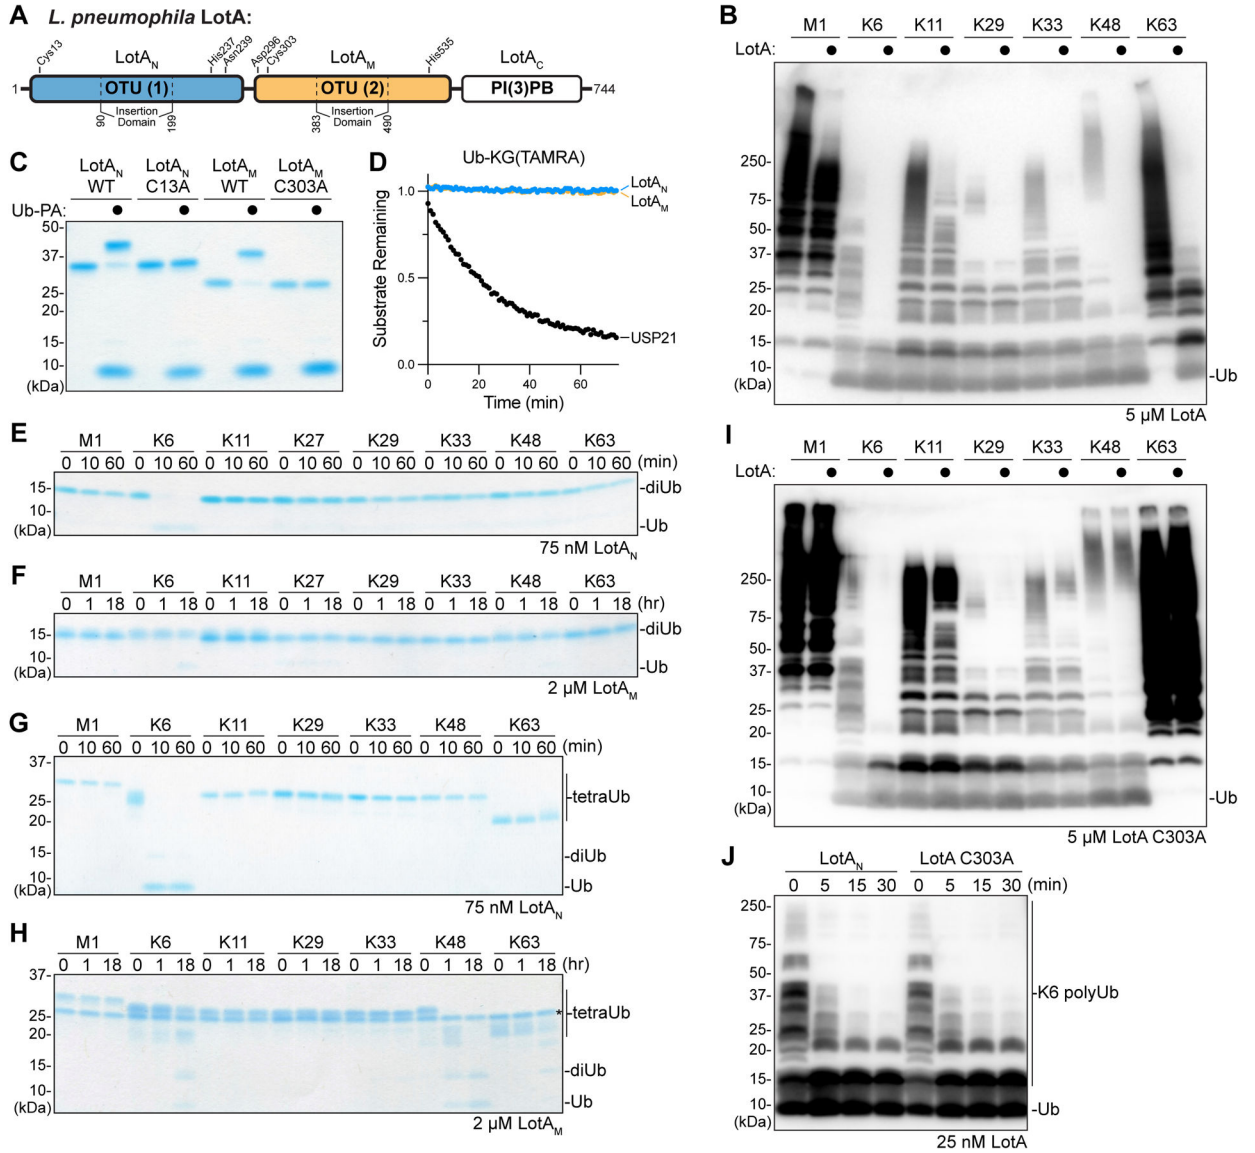 A
L. pneumophila LotA:
Cys13
His237
Asn239
Asp296
Cys303
His535
LotAN
LotAM
LotAC
1
OTU (1)
OTU (2)
PI(3)PB
744
90
Insertion
Domain
199
383
Insertion
Domain
490
B
M1 K6 K11 K29 K33 K48 K63
LotA:
250-
75-
50-
37-
25-
20-
15-
10-
(kDa)
-Ub
5 µM LotA
C
LotAN LotAN LotAM LotAM
WT C13A WT C303A
Ub-PA:
50-
37-
25-
20-
15-
10-
(kDa)
D
Ub-KG(TAMRA)
Substrate Remaining
1.0
0.5
0.0
0 20 40 60
Time (min)
LotAN
LotAM
USP21
E
M1 K6 K11 K27 K29 K33 K48 K63
0 10 60 0 10 60 0 10 60 0 10 60 0 10 60 0 10 60 0 10 60 0 10 60 (min)
15-
10-
(kDa)
-diUb
-Ub
75 nM LotAN
F
M1 K6 K11 K27 K29 K33 K48 K63
0 1 18 0 1 18 0 1 18 0 1 18 0 1 18 0 1 18 0 1 18 0 1 18 (hr)
15-
10-
(kDa)
-diUb
-Ub
2 µM LotAM
G
M1 K6 K11 K29 K33 K48 K63
0 10 60 0 10 60 0 10 60 0 10 60 0 10 60 0 10 60 0 10 60 (min)
37-
25-
20-
15-
10-
(kDa)
-tetraUb
-diUb
-Ub
75 nM LotAN
H
M1 K6 K11 K29 K33 K48 K63
0 1 18 0 1 18 0 1 18 0 1 18 0 1 18 0 1 18 0 1 18 (hr)
37-
25-
20-
15-
10-
(kDa)
*
-tetraUb
-diUb
-Ub
2 µM LotAM
I
M1 K6 K11 K29 K33 K48 K63
LotA:
250-
75-
50-
37-
25-
20-
15-
10-
(kDa)
-Ub
5 µM LotA C303A
J
LotAN LotA C303A
0 5 15 30 0 5 15 30 (min)
250-
75-
50-
37-
25-
20-
15-
10-
(kDa)
-K6 polyUb
-Ub
25 nM LotA